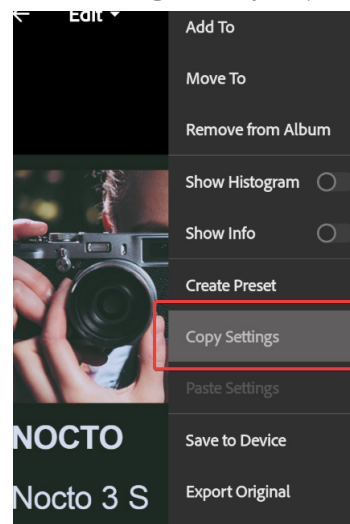 Edit
Add To
Move To
Remove from Album
Show Histogram
Show Info
Create Preset
Copy Settings
Paste Settings
Save to Device
Export Original
NOCTO
Nocto 3 S